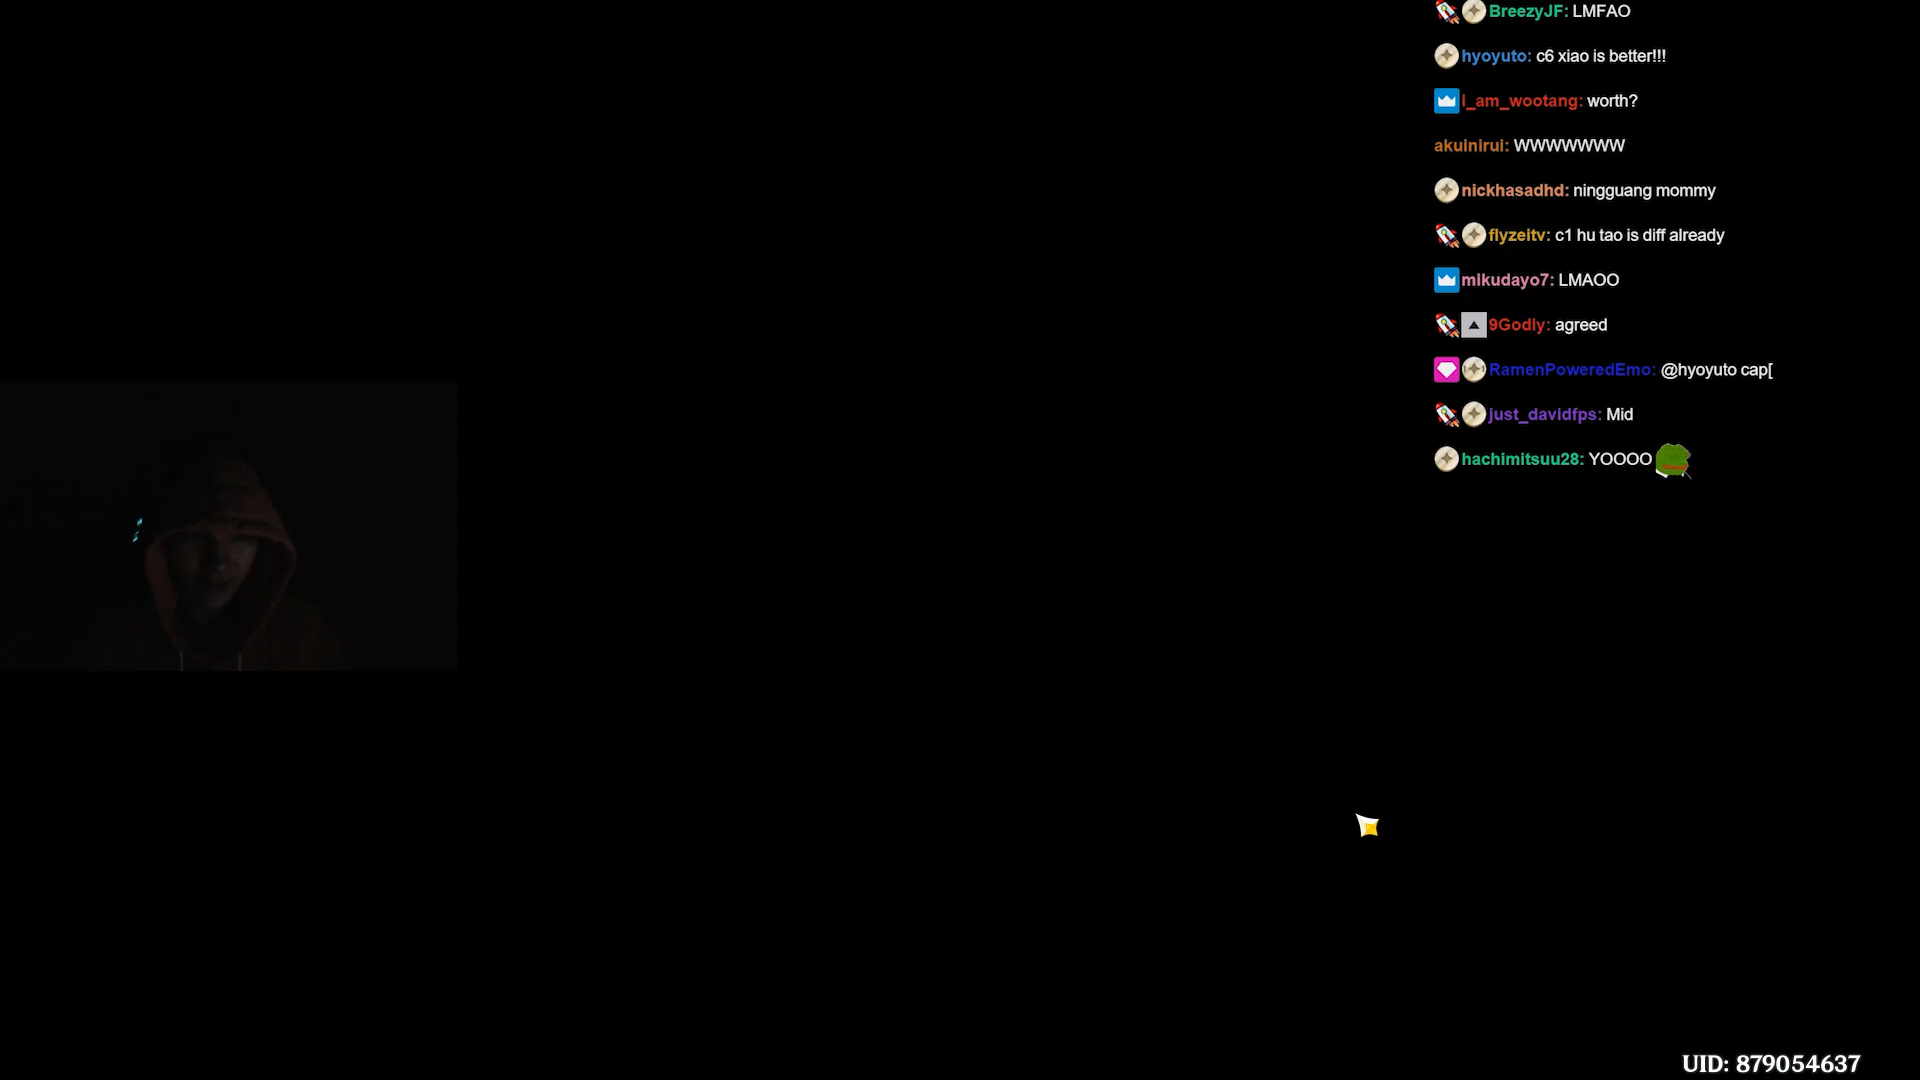 BreezyJF: LMFAO
hyoyuto: c6 xiao is better!!!
i_am_wootang: worth?
akuinirui: WWWWWWW
nickhasadhd: ningguang mommy
flyzeitv: c1 hu tao is diff already
mikudayo7: LMAOO
9Godly: agreed
RamenPoweredEmo: @hyoyuto cap[
just_davidfps: Mid
hachimitsuu28: YOOOO
UID: 879054637